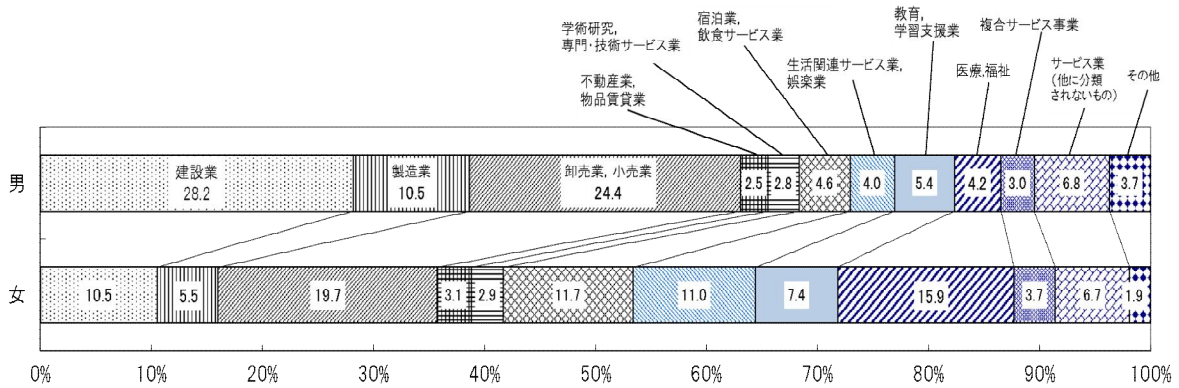 学術研究,
専門・技術サービス業
宿泊業,
飲食サービス業
教育,
学習支援業
複合サービス事業
不動産業,
物品賃貸業
生活関連サービス業,
娯楽業
医療,福祉
サービス業
(他に分類
されないもの)
その他
男
建設業
28.2
製造業
10.5
卸売業, 小売業
24.4
2.5
2.8
4.6
4.0
5.4
4.2
3.0
6.8
3.7
女
10.5
5.5
19.7
3.1
2.9
11.7
11.0
7.4
15.9
3.7
6.7
1.9
0%
10%
20%
30%
40%
50%
60%
70%
80%
90%
100%